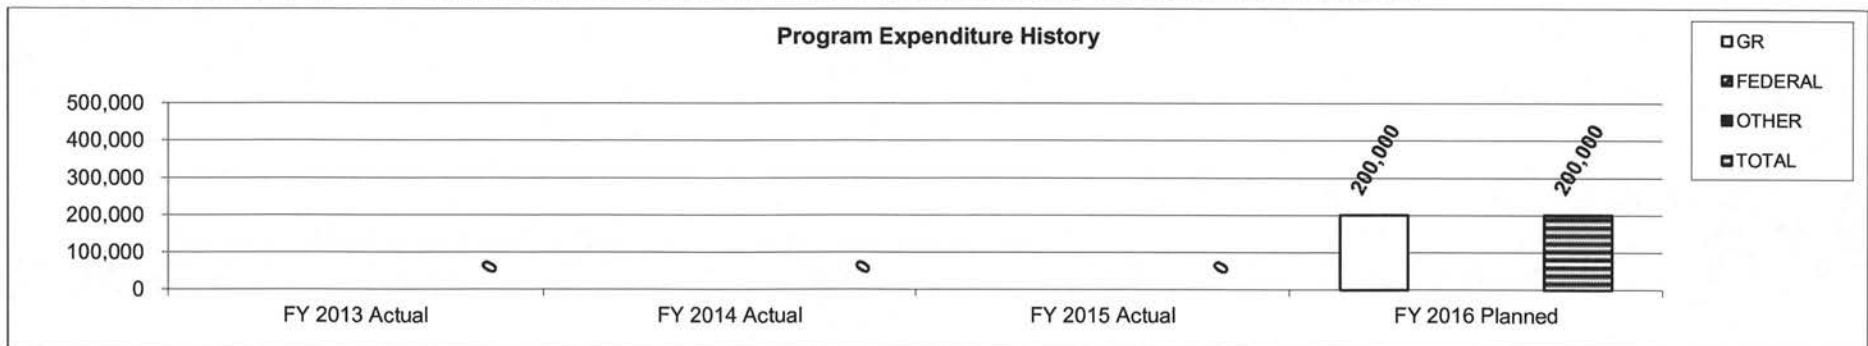 Program Expenditure History
GR
FEDERAL
OTHER
TOTAL
500,000
400,000
300,000
200,000
100,000
0
200,000
200,000
0
0
0
FY 2013 Actual
FY 2014 Actual
FY 2015 Actual
FY 2016 Planned